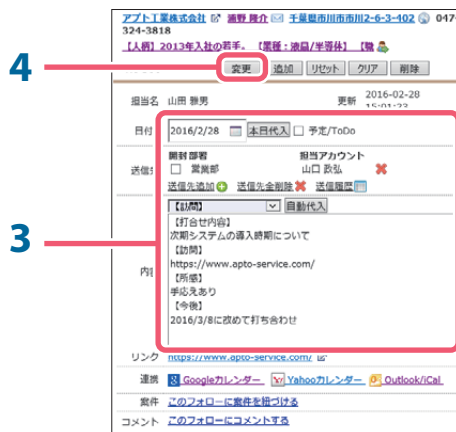 アプト工業株式会社 浦野 隆介 千葉県市川市市川2-6-3-402 047-
324-3818
【人柄】2013年入社の若手。 【業種：液晶/半導体】 【職
4
変更 追加 リセット クリア 削除
担当名 山田 雅男 更新 2016-02-28
15:01:23
日付 2016/2/28 本日代入 予定/ToDo
開封 部署 担当アカウント
送信先 営業部 山口 政弘
送信先追加 送信先全削除 送信履歴
【訪問】 自動代入
3
【打合せ内容】
次期システムの導入時期について
【訪問】
https://www.apto-service.com/
内容
【所感】
手応えあり
【今後】
2016/3/8に改めて打ち合わせ
リンク https://www.apto-service.com/
連携 Googleカレンダー Yahooカレンダー Outlook/iCal
案件 このフォローに案件を紐づける
コメント このフォローにコメントする